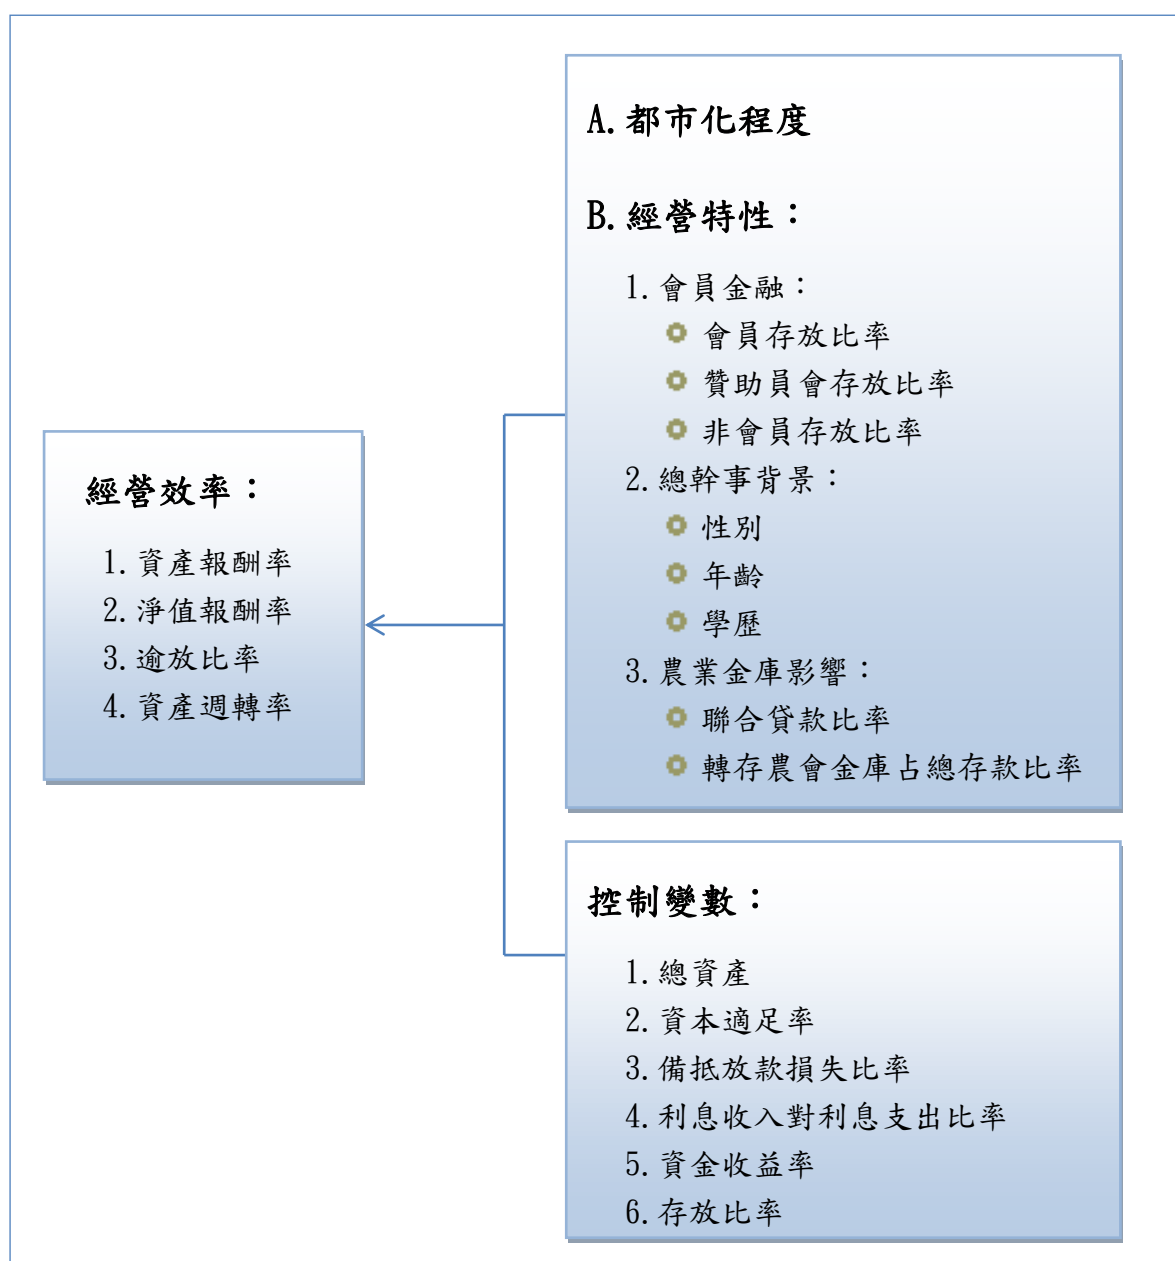 A.都市化程度
B.經營特性：
1.會員金融：
會員存放比率
贊助員會存放比率
非會員存放比率
2.總幹事背景：
性別
年齡
學歷
3.農業金庫影響：
聯合貸款比率
轉存農會金庫占總存款比率
經營效率：
1.資產報酬率
2.淨值報酬率
3.逾放比率
4.資產週轉率
控制變數：
1.總資產
2.資本適足率
3.備抵放款損失比率
4.利息收入對利息支出比率
5.資金收益率
6.存放比率